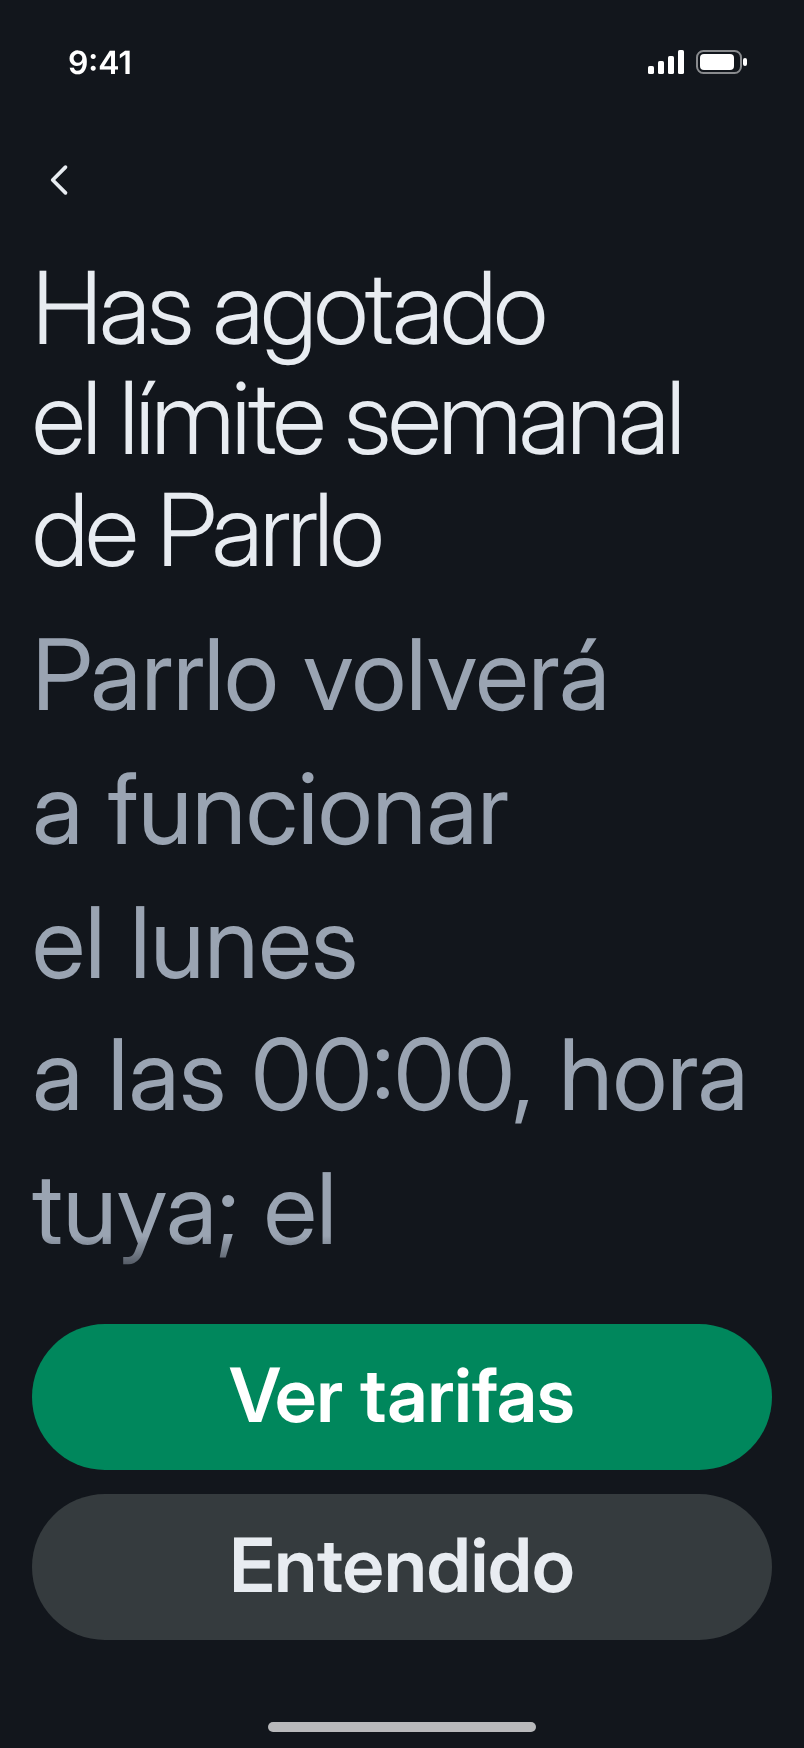 9:41
Has agotado
el límite semanal
de Parrlo
Parrlo volverá
a funcionar
el lunes
a las 00:00, hora
tuya; el
Ver tarifas
Entendido